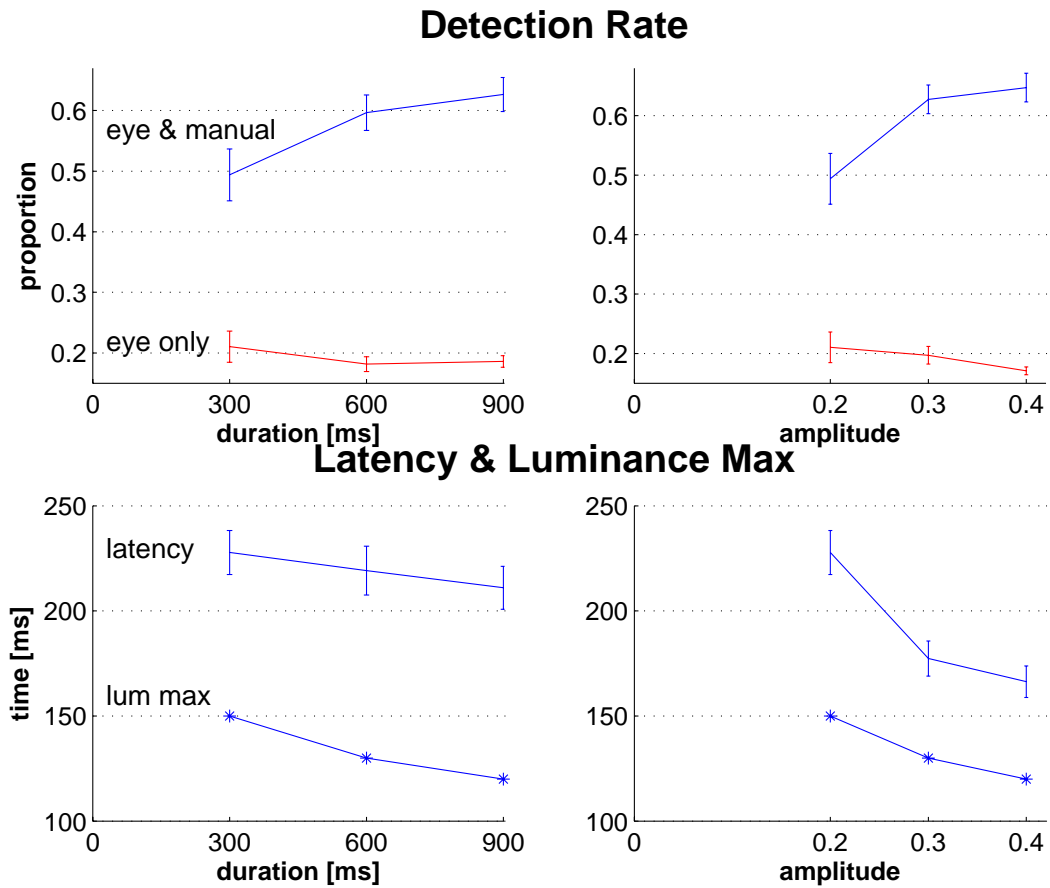 Detection Rate
proportion
0.6
0.5
0.4
0.3
0.2
eye & manual
eye only
0 300 600 900
duration [ms]
0.6
0.5
0.4
0.3
0.2
0 0.2 0.3 0.4
amplitude
Latency & Luminance Max
time [ms]
250
200
150
100
latency
lum max
0 300 600 900
duration [ms]
250
200
150
100
0 0.2 0.3 0.4
amplitude